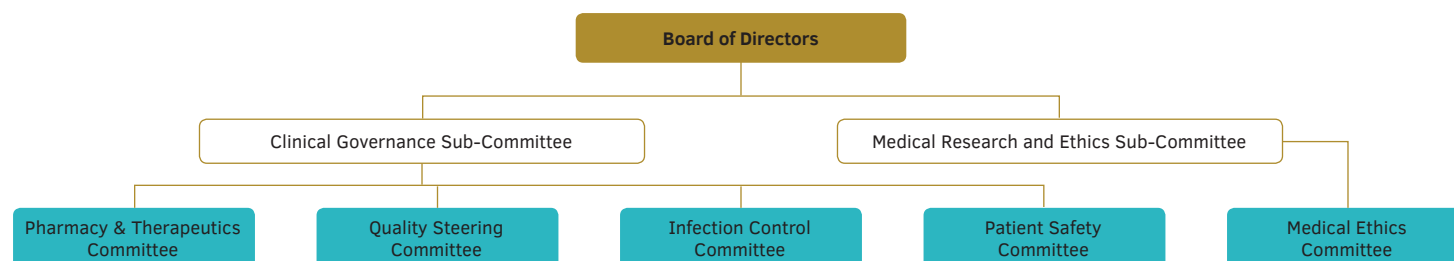 Board of Directors
Clinical Governance Sub-Committee
Medical Research and Ethics Sub-Committee
Pharmacy & Therapeutics
Committee
Quality Steering
Committee
Infection Control
Committee
Patient Safety
Committee
Medical Ethics
Committee